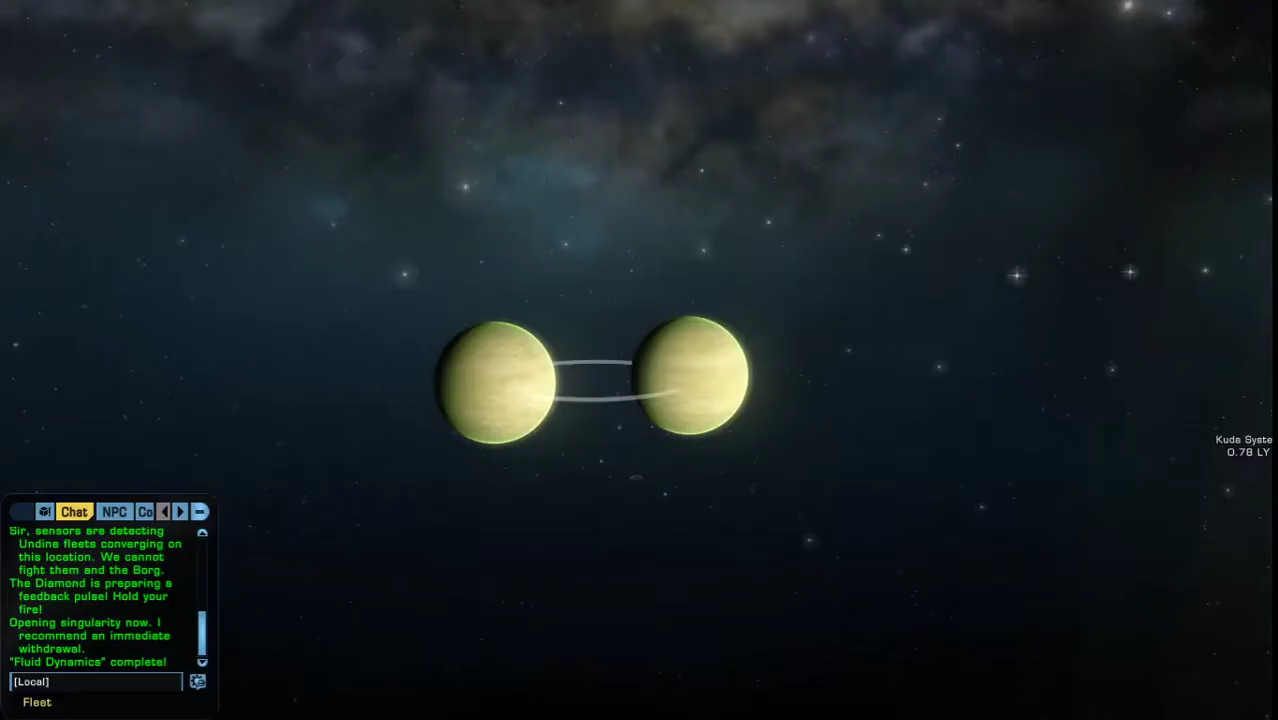 Kuda Syste
0.78 LY
Chat NPC Co
Sir, sensors are detecting
Undine fleets converging on
this location. We cannot
fight them and the Borg.
The Diamond is preparing a
feedback pulse! Hold your
fire!
Opening singularity now. I
recommend an immediate
withdrawal.
"Fluid Dynamics" complete!
[Local]
Fleet